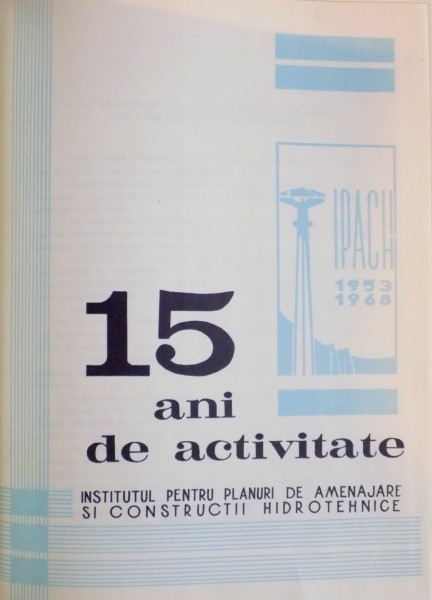 IPACH
1953
1968
15
ani
de activitate
INSTITUTUL PENTRU PLANURI DE AMENAJARE
SI CONSTRUCTII HIDROTEHNICE